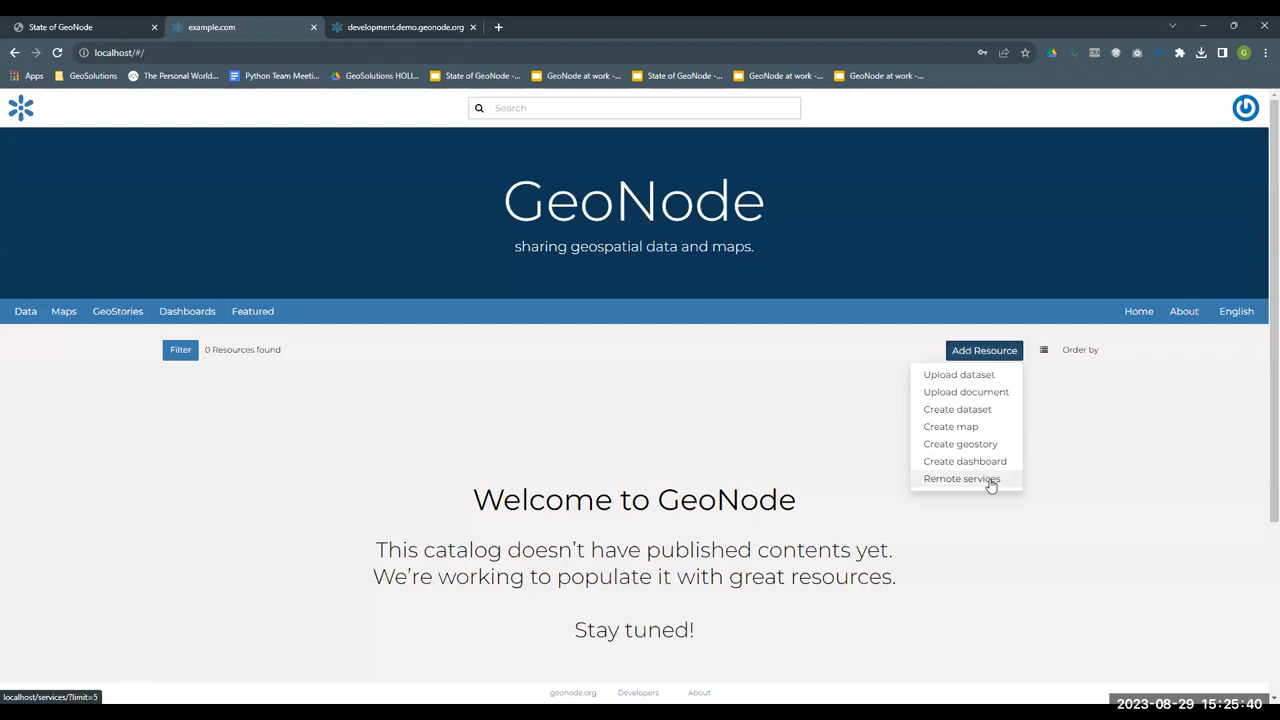 State of GeoNode
example.com
development.demo.geonode.org
localhost/#/
G
Apps
GeoSolutions
The Personal World...
Python Team Meeti...
GeoSolutions HOLI...
State of GeoNode -...
GeoNode at work -...
State of GeoNode -...
GeoNode at work -...
GeoNode at work -...
Search
GeoNode
sharing geospatial data and maps.
Data
Maps
GeoStories
Dashboards
Featured
Home
About
English
Filter
0 Resources found
Add Resource
Order by
Upload dataset
Upload document
Create dataset
Create map
Create geostory
Create dashboard
Remote services
Welcome to GeoNode
This catalog doesn't have published contents yet.
We're working to populate it with great resources.
Stay tuned!
localhost/services/?limit=5
geonode.org
Developers
About
2023-08-29 15:25:40